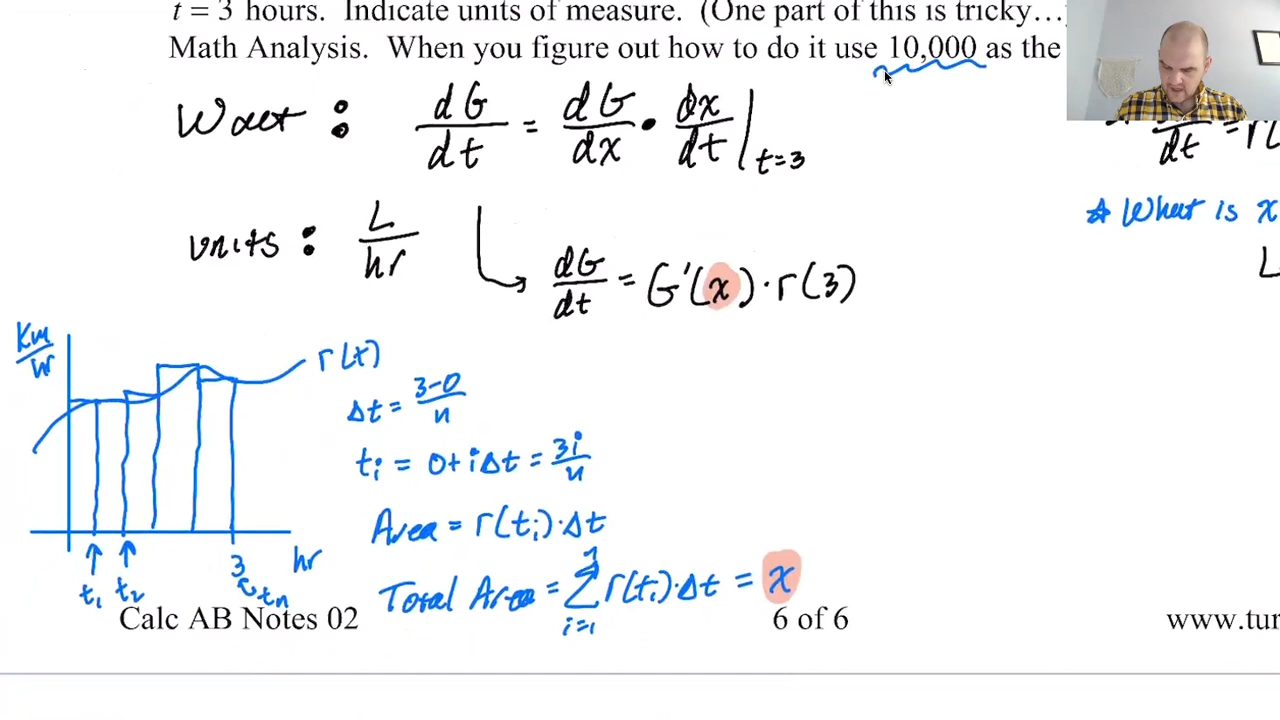 t = 3 hours. Indicate units of measure. (One part of this is tricky…
Math Analysis. When you figure out how to do it use 10,000 as the
Want : dG/dt = dG/dx • dx/dt |t=3
dt = r(
units : L/hr
☆ What is x
L
dG/dt = G'(x) · r(3)
Km/hr
r(t)
Δt = 3-0/n
ti = 0 + iΔt = 3i/n
Area = r(ti)·Δt
3 hr
t1 t2 tn
Total Area = Σ i=1 r(ti)·Δt = x
Calc AB Notes 02 6 of 6 www.tur